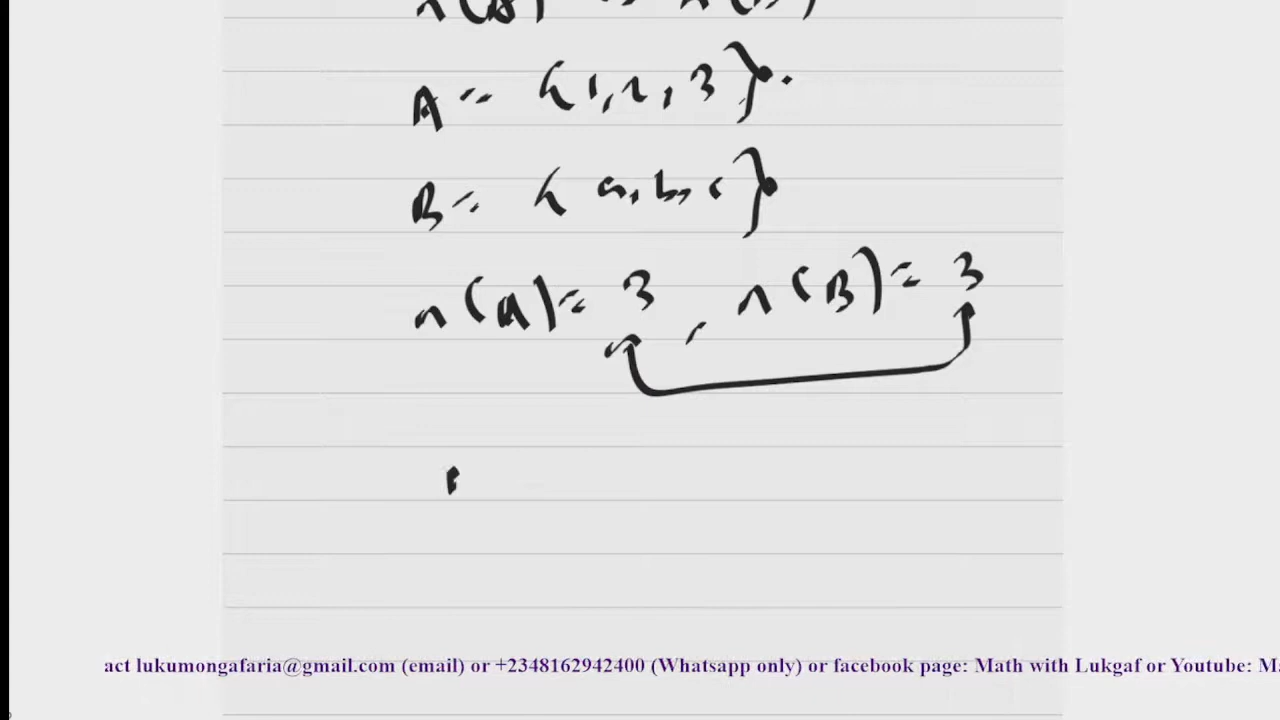 A = {1, 2, 3}.
B = { a, b, c }
n(A) = 3 , n(B) = 3
act lukumongafaria@gmail.com (email) or +2348162942400 (Whatsapp only) or facebook page: Math with Lukgaf or Youtube: